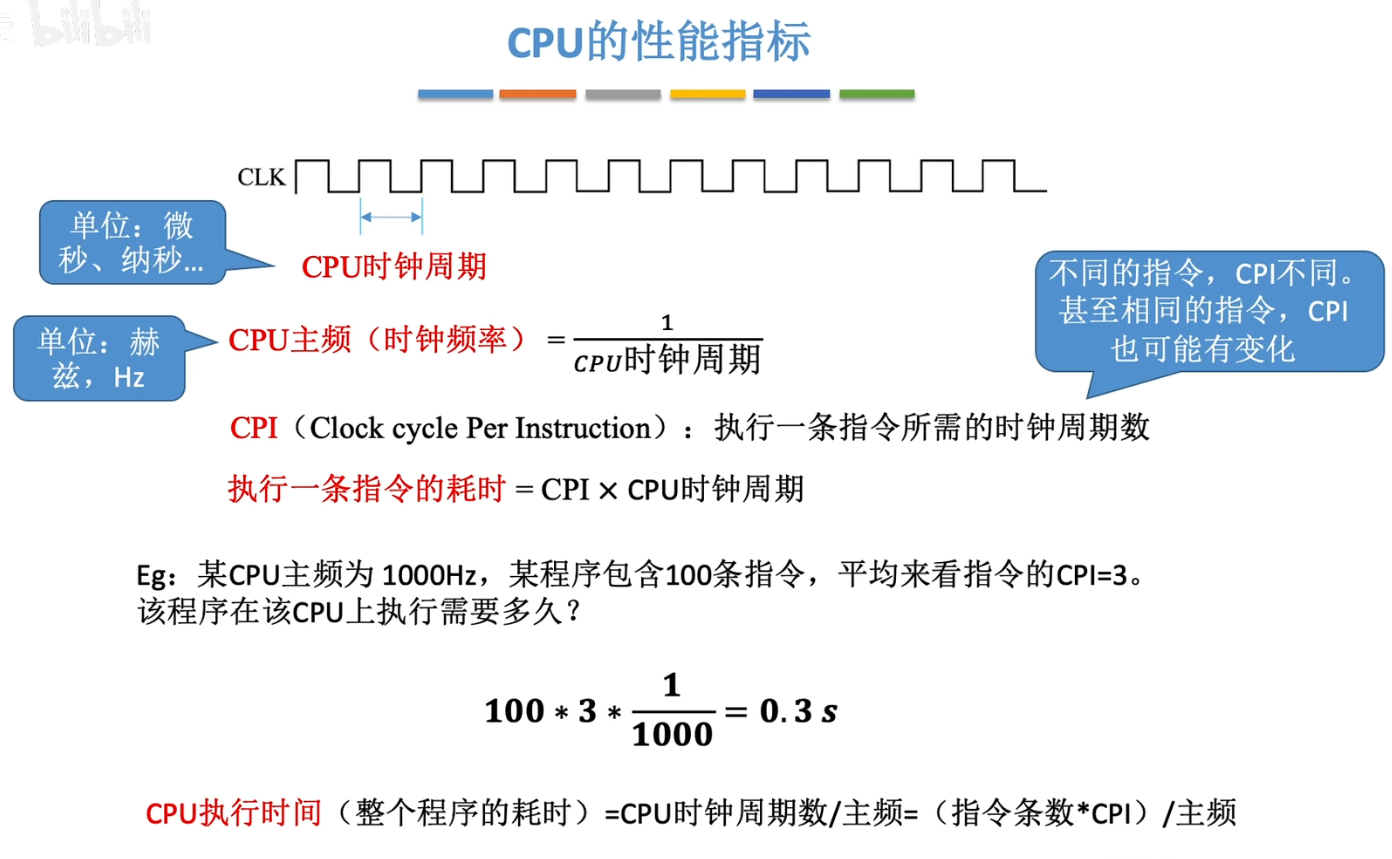 bilibili
CPU的性能指标
CLK
单位：微
秒、纳秒...
CPU时钟周期
不同的指令，CPI不同。
甚至相同的指令，CPI
也可能有变化
单位：赫
兹，Hz
CPU主频（时钟频率） = 1/CPU时钟周期
CPI（Clock cycle Per Instruction）：执行一条指令所需的时钟周期数
执行一条指令的耗时 = CPI × CPU时钟周期
Eg：某CPU主频为 1000Hz，某程序包含100条指令，平均来看指令的CPI=3。
该程序在该CPU上执行需要多久？
100 * 3 * 1/1000 = 0.3 s
CPU执行时间（整个程序的耗时）=CPU时钟周期数/主频=（指令条数*CPI）/主频